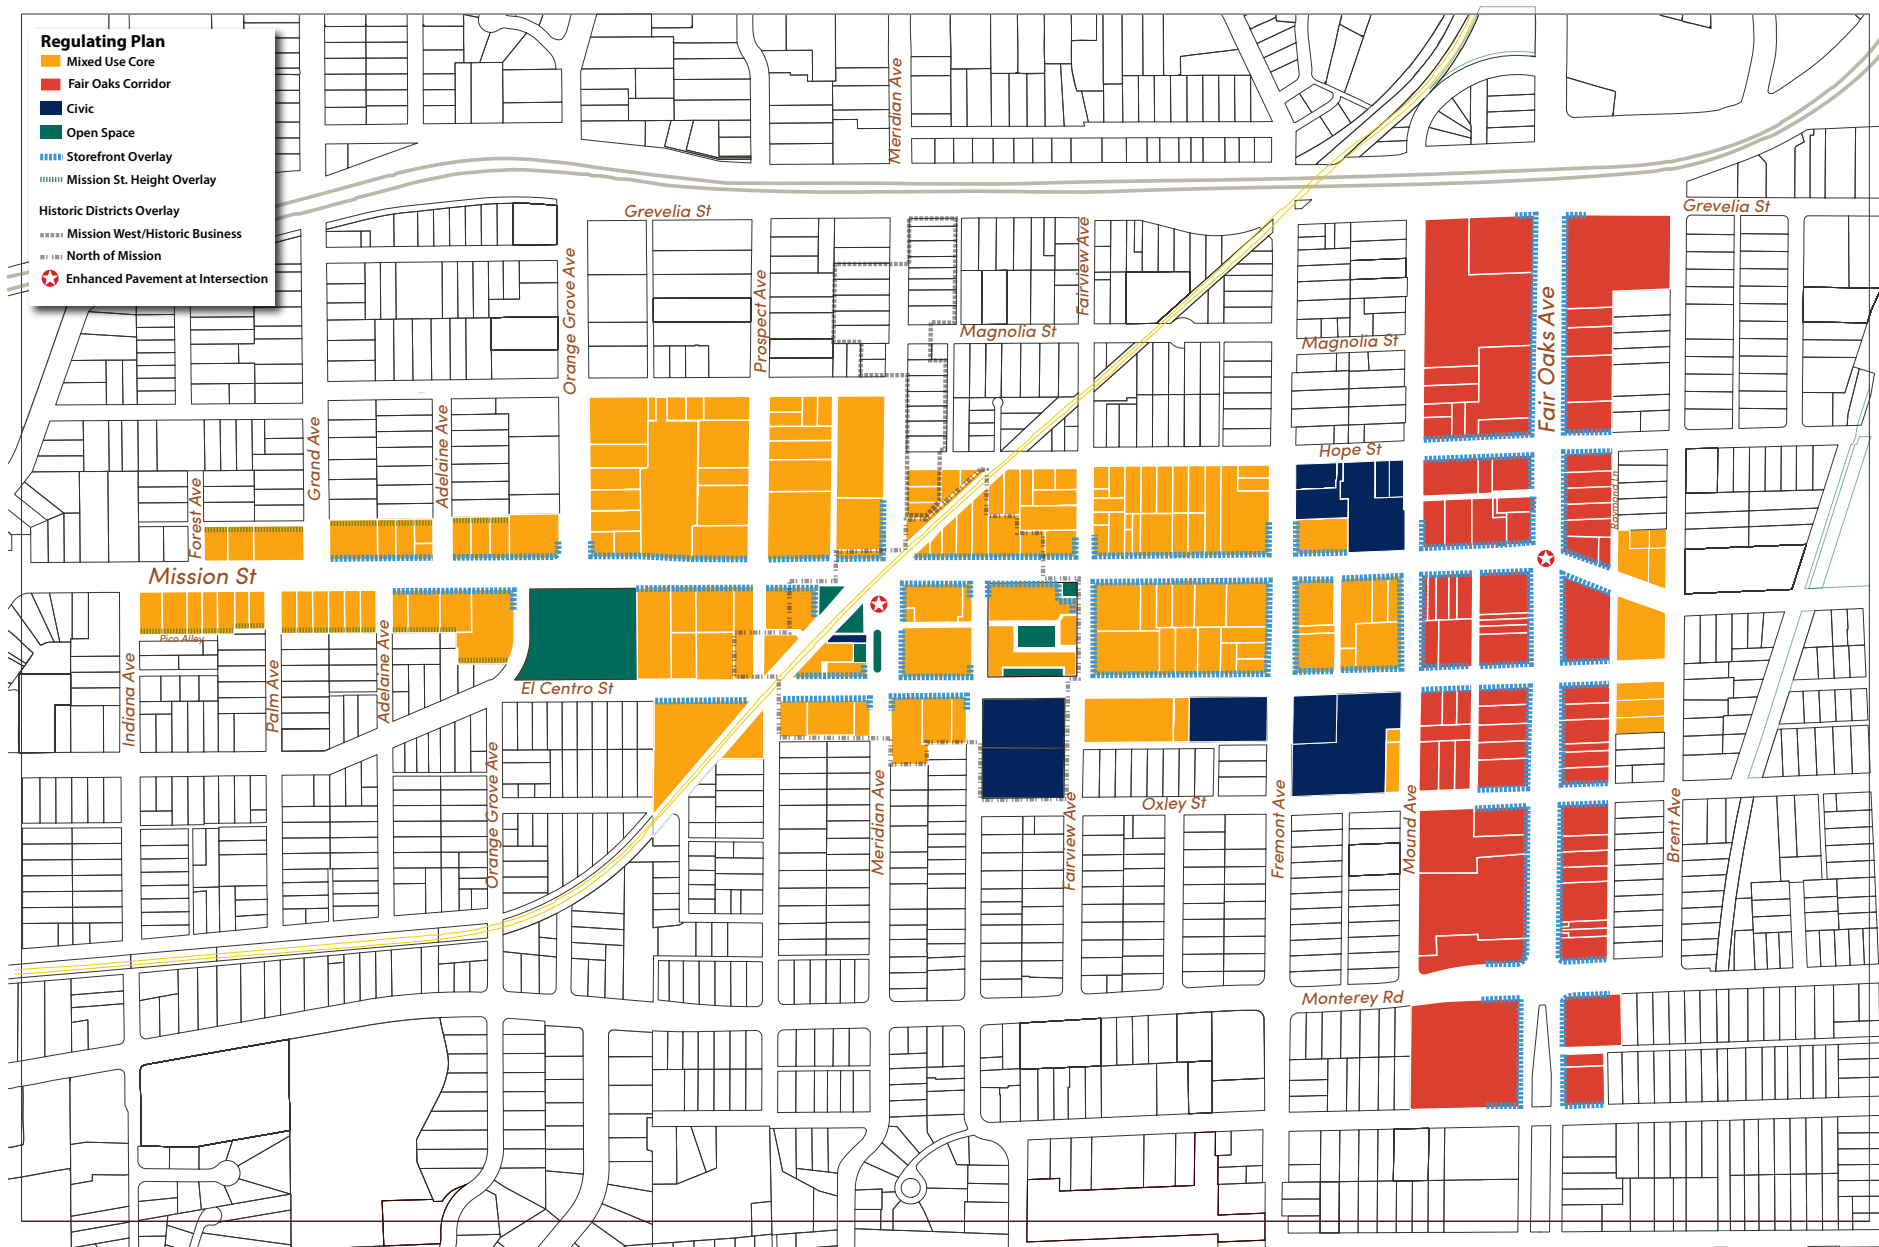 Regulating Plan
Mixed Use Core
Fair Oaks Corridor
Civic
Open Space
Storefront Overlay
Mission St. Height Overlay
Historic Districts Overlay
Mission West/Historic Business
North of Mission
Enhanced Pavement at Intersection
Meridian Ave
Grevelia St
Grevelia St
Orange Grove Ave
Prospect Ave
Fairview Ave
Magnolia St
Magnolia St
Fair Oaks Ave
Grand Ave
Adelaine Ave
Hope St
Forest Ave
Raymond Ln
Mission St
Pico Alley
Indiana Ave
Palm Ave
Adelaine Ave
El Centro St
Orange Grove Ave
Meridian Ave
Fairview Ave
Oxley St
Fremont Ave
Mound Ave
Brent Ave
Monterey Rd